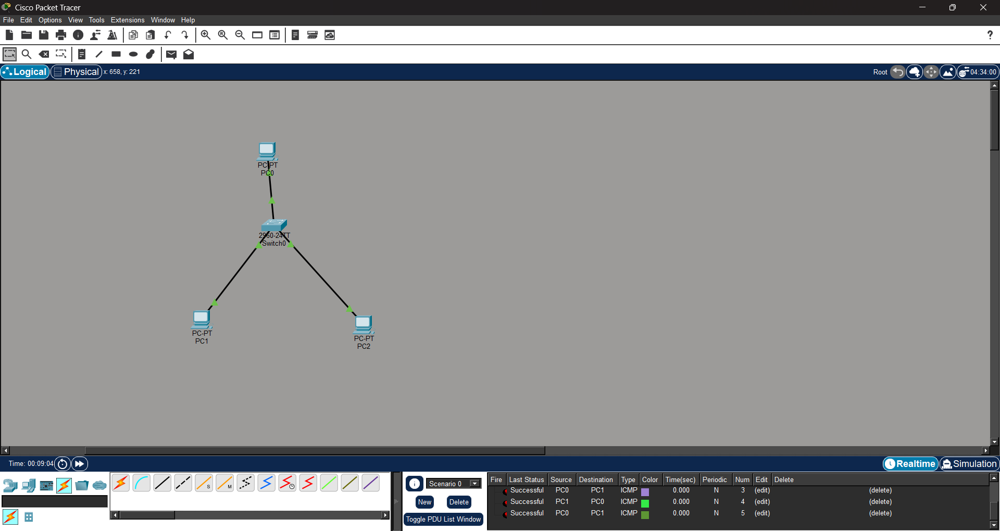 Cisco Packet Tracer
File Edit Options View Tools Extensions Window Help
?
Logical Physical x: 658, y: 221 Root 04:34:00
PC-PT
PC0
2960-24TT
Switch0
PC-PT
PC1
PC-PT
PC2
Time: 00:09:04 Realtime Simulation
S M
Scenario 0
New Delete
Toggle PDU List Window
Fire Last Status Source Destination Type Color Time(sec) Periodic Num Edit Delete
Successful PC0 PC1 ICMP 0.000 N 3 (edit) (delete)
Successful PC1 PC0 ICMP 0.000 N 4 (edit) (delete)
Successful PC0 PC1 ICMP 0.000 N 5 (edit) (delete)